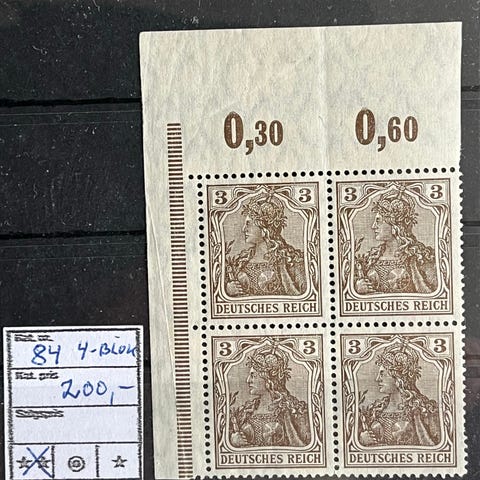 0,30 0,60
3 3 3 3
DEUTSCHES REICH DEUTSCHES REICH
3 3 3 3
DEUTSCHES REICH DEUTSCHES REICH
84 4-BLOK
200,-